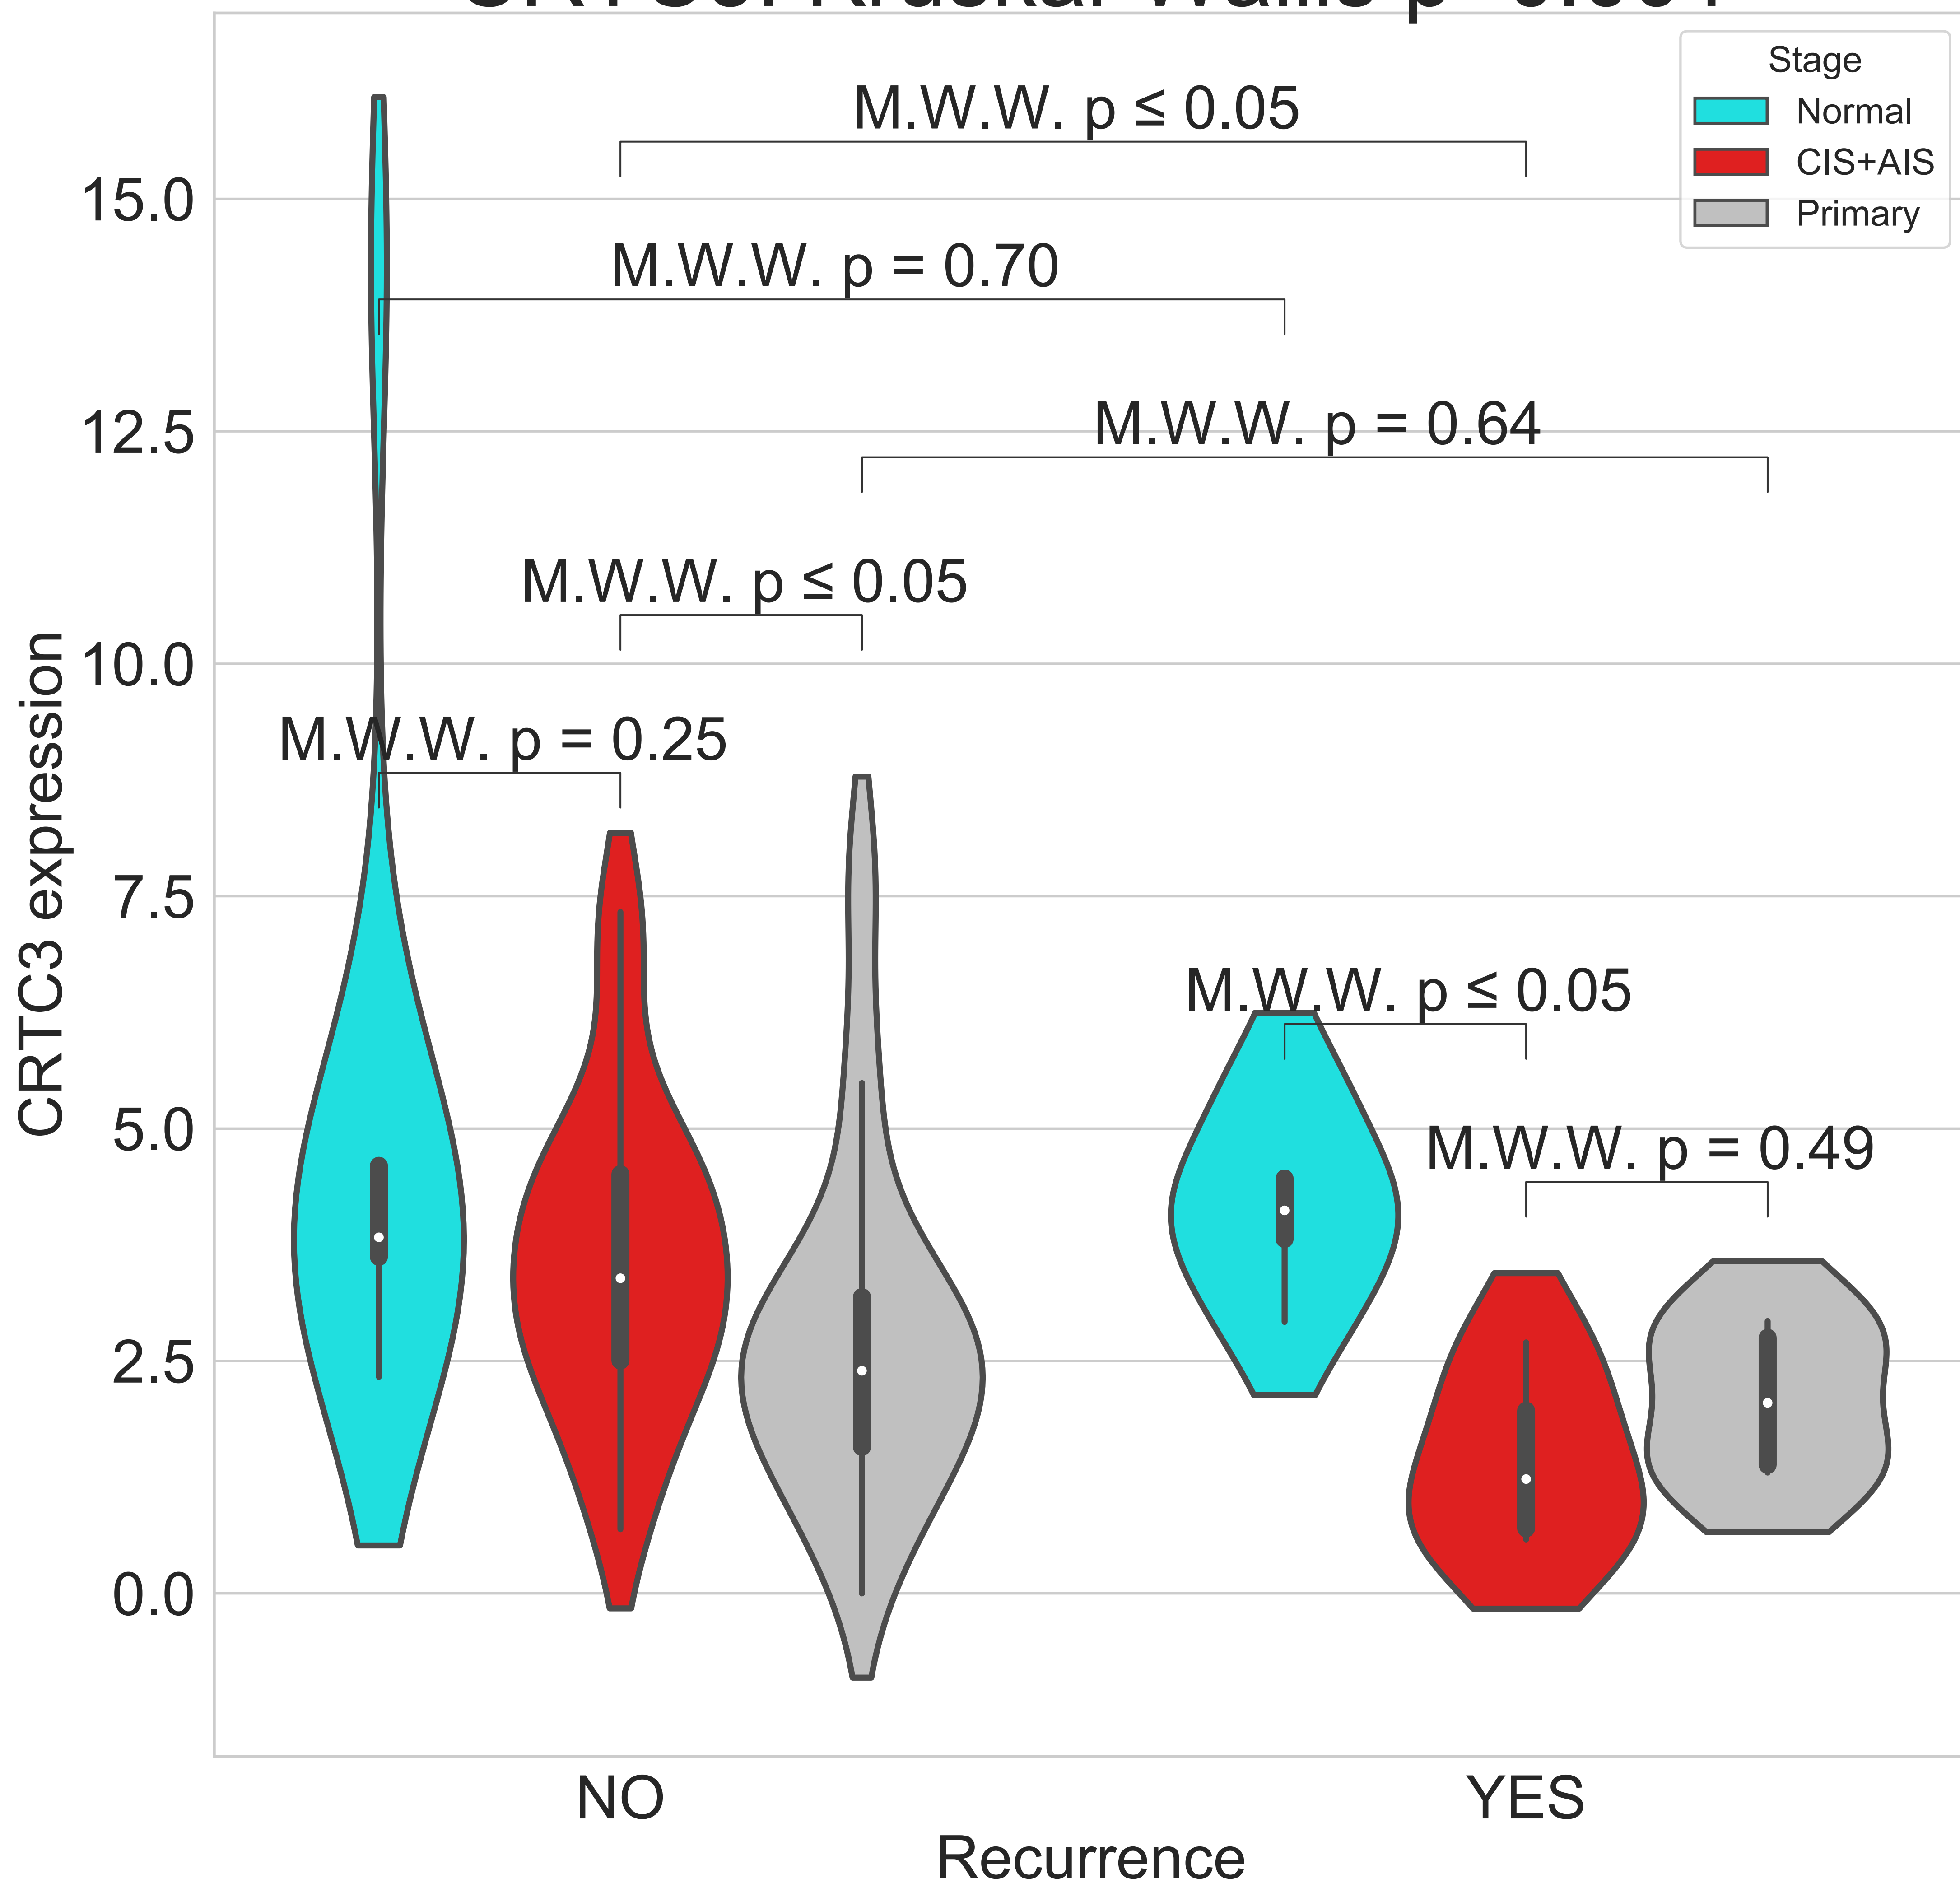 Stage
Normal
CIS+AIS
Primary
M.W.W. p ≤ 0.05
15.0
M.W.W. p = 0.70
12.5
M.W.W. p = 0.64
M.W.W. p ≤ 0.05
10.0
M.W.W. p = 0.25
CRTC3 expression
7.5
M.W.W. p ≤ 0.05
5.0
M.W.W. p = 0.49
2.5
0.0
NO
YES
Recurrence